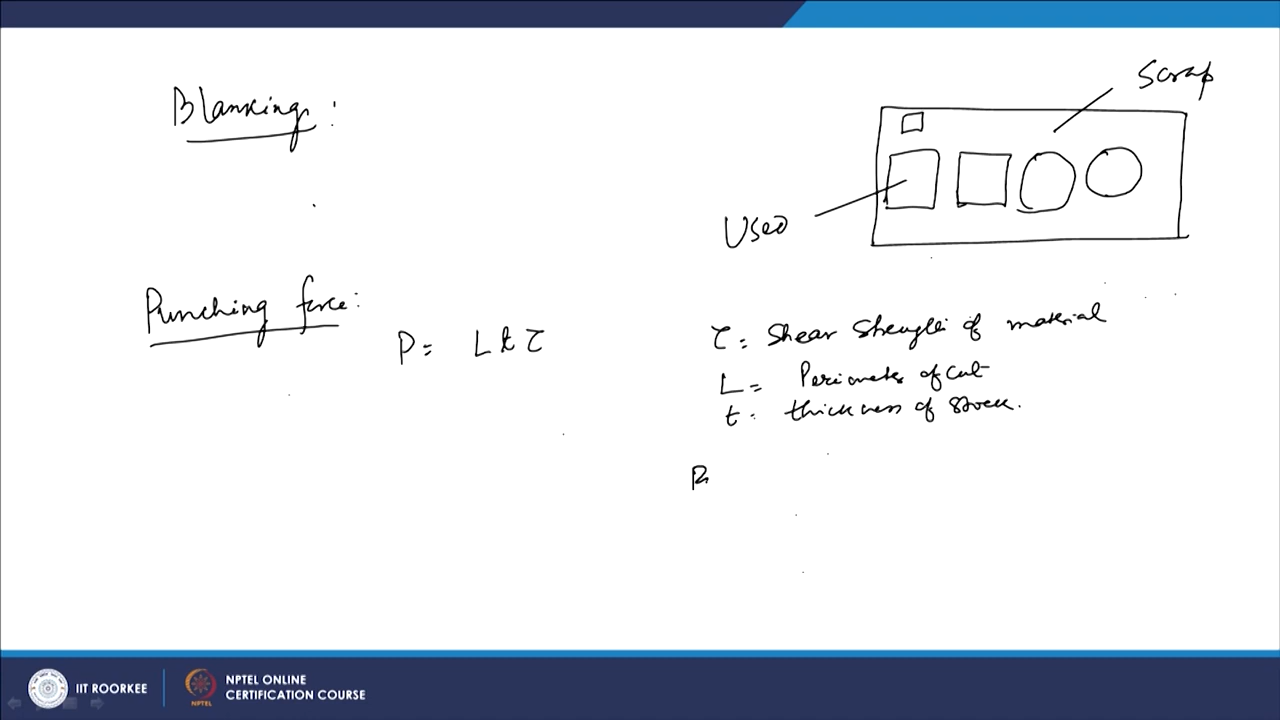 Blanking:
Scrap
Used
Punching force:
P = L t τ
τ = Shear Strength of material
L = Perimeter of cut
t = thickness of stock.
IIT ROORKEE
NPTEL ONLINE
CERTIFICATION COURSE
NPTEL